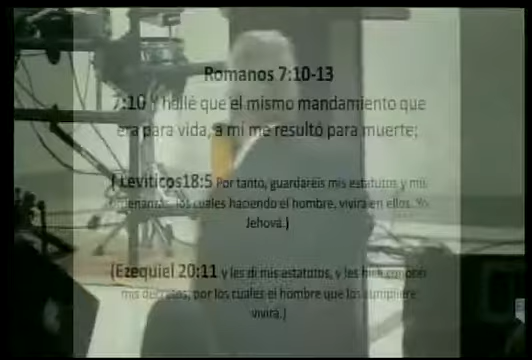 Romanos 7:10-13
7:10 Y hallé que el mismo mandamiento que
era para vida, a mí me resultó para muerte;
( Levíticos18:5 Por tanto, guardaréis mis estatutos y mis
ordenanzas, los cuales haciendo el hombre, vivirá en ellos. Yo
Jehová.)
(Ezequiel 20:11 y les di mis estatutos, y les hice conocer
mis decretos, por los cuales el hombre que los cumpliere
vivirá.)